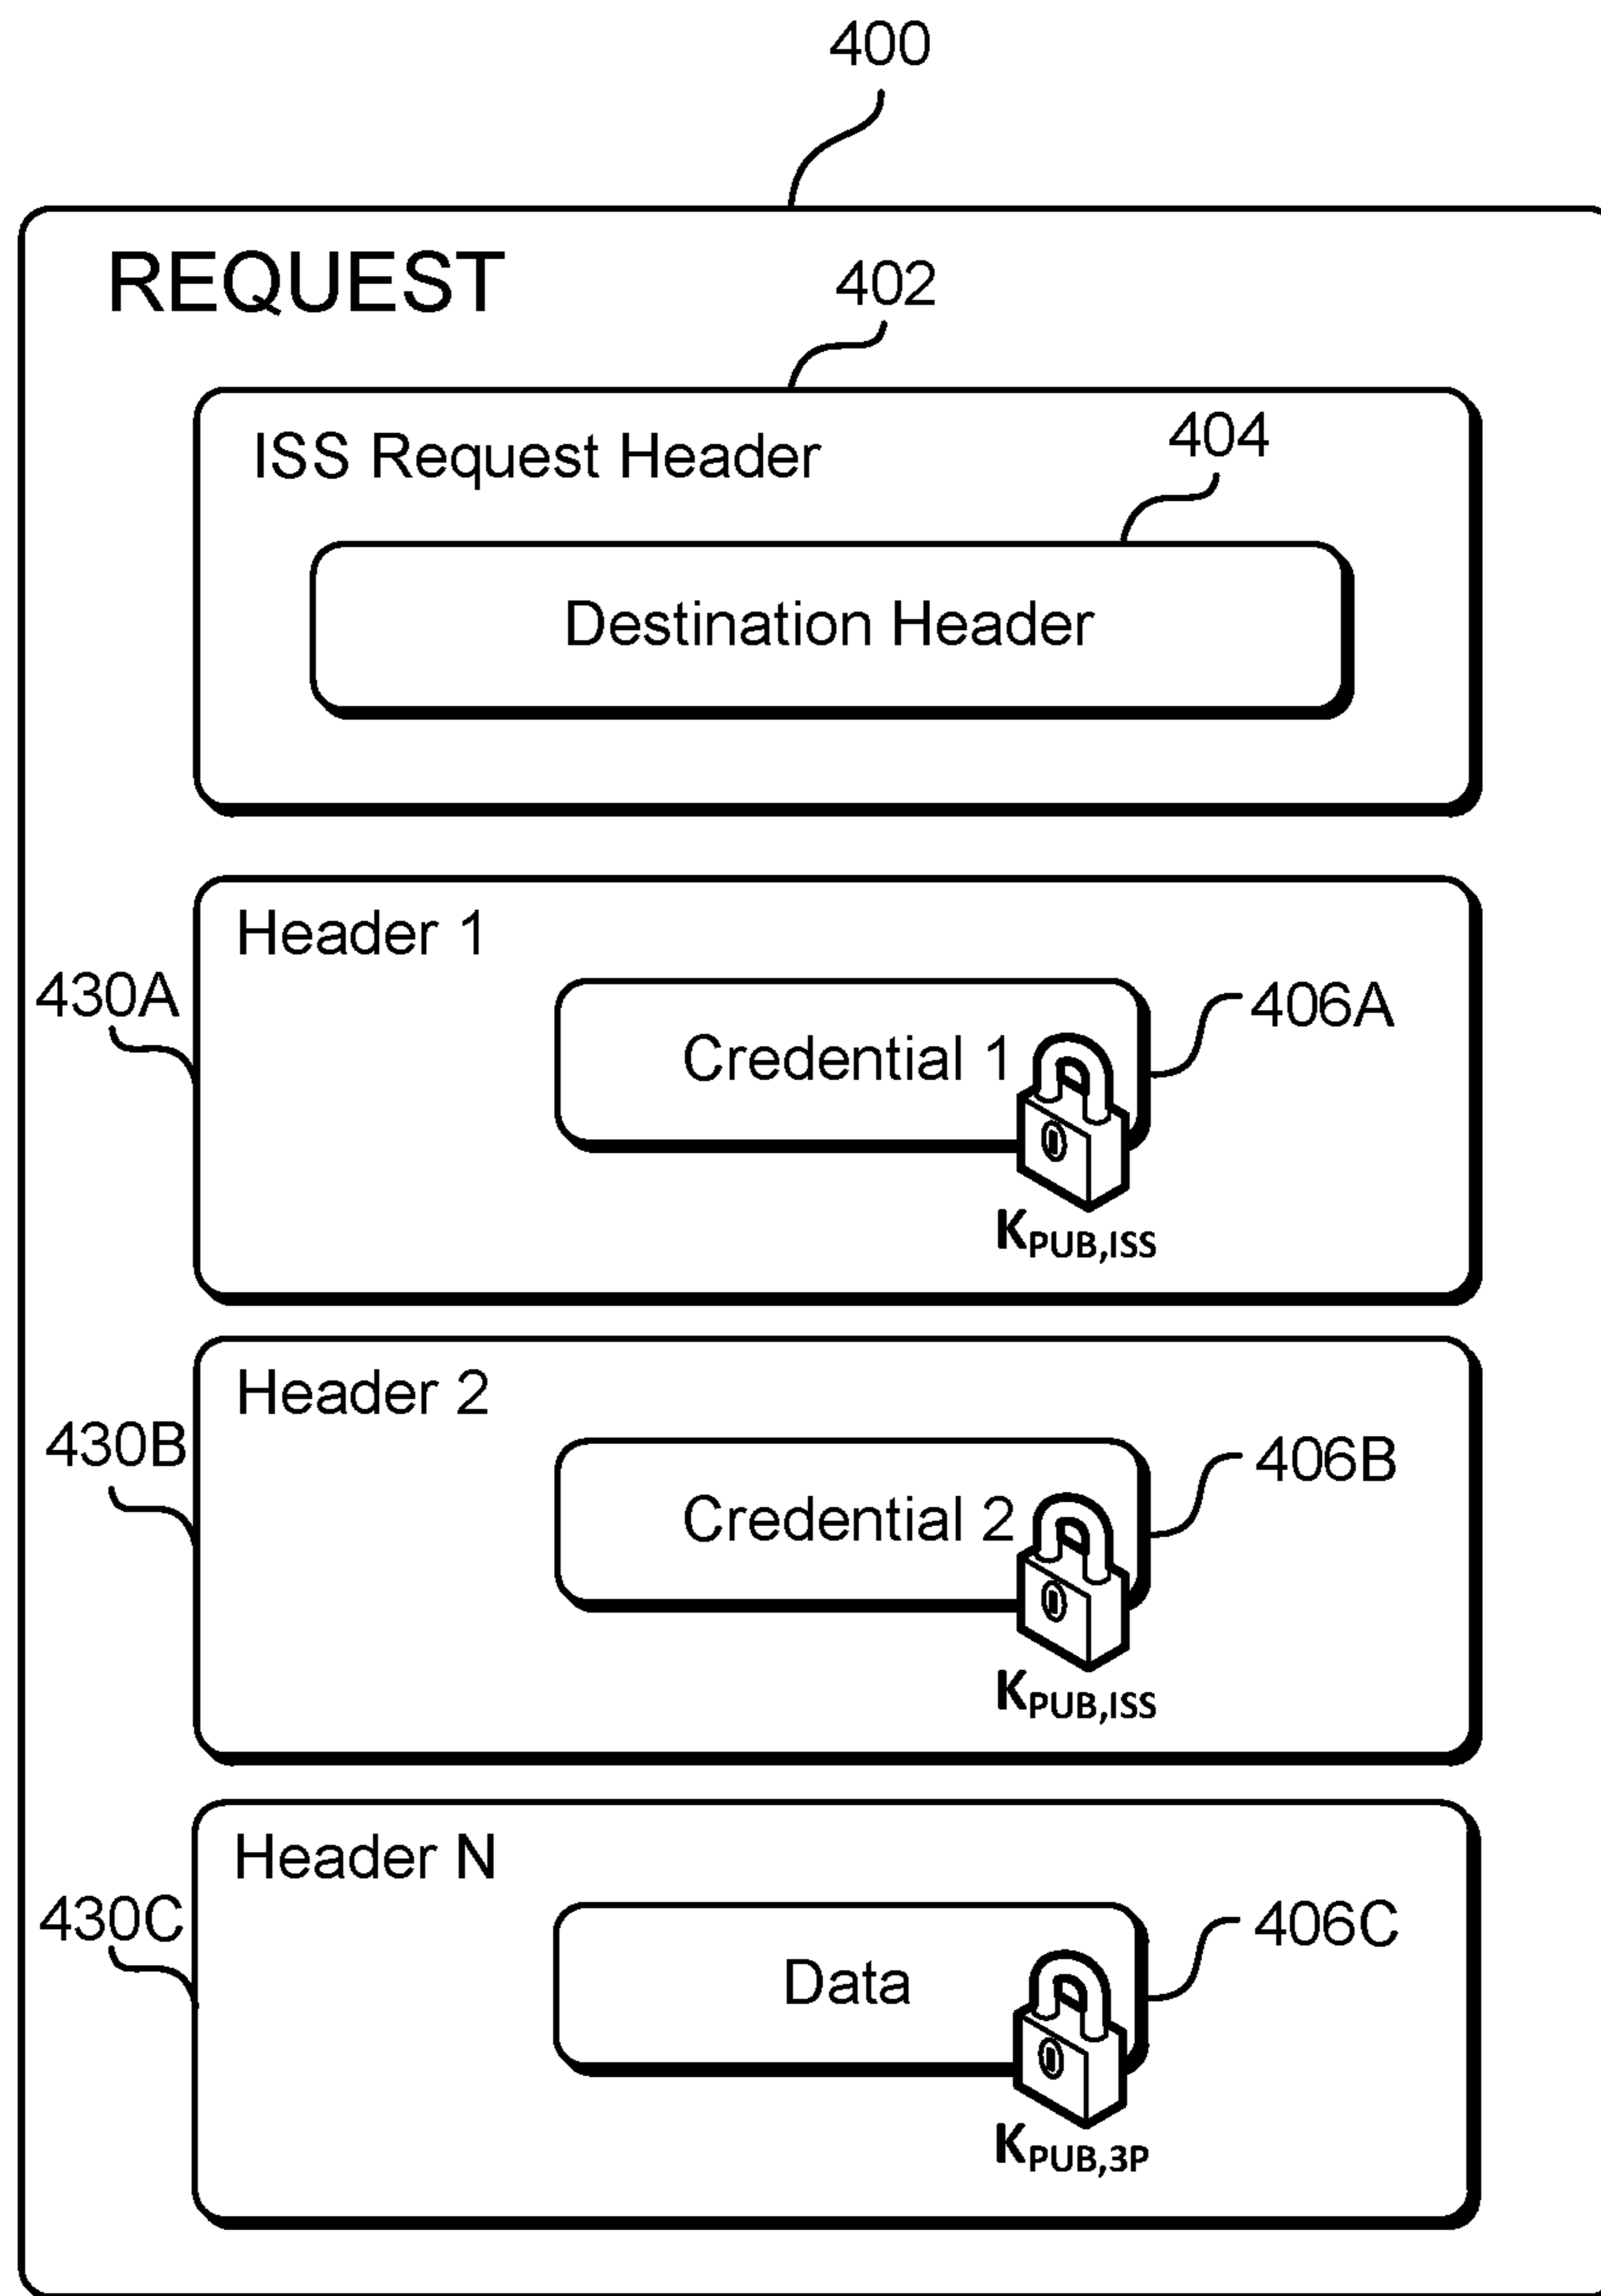 400
REQUEST
402
ISS Request Header
404
Destination Header
Header 1
430A
406A
Credential 1
KPUB,ISS
Header 2
430B
406B
Credential 2
KPUB,ISS
Header N
430C
406C
Data
KPUB,3P